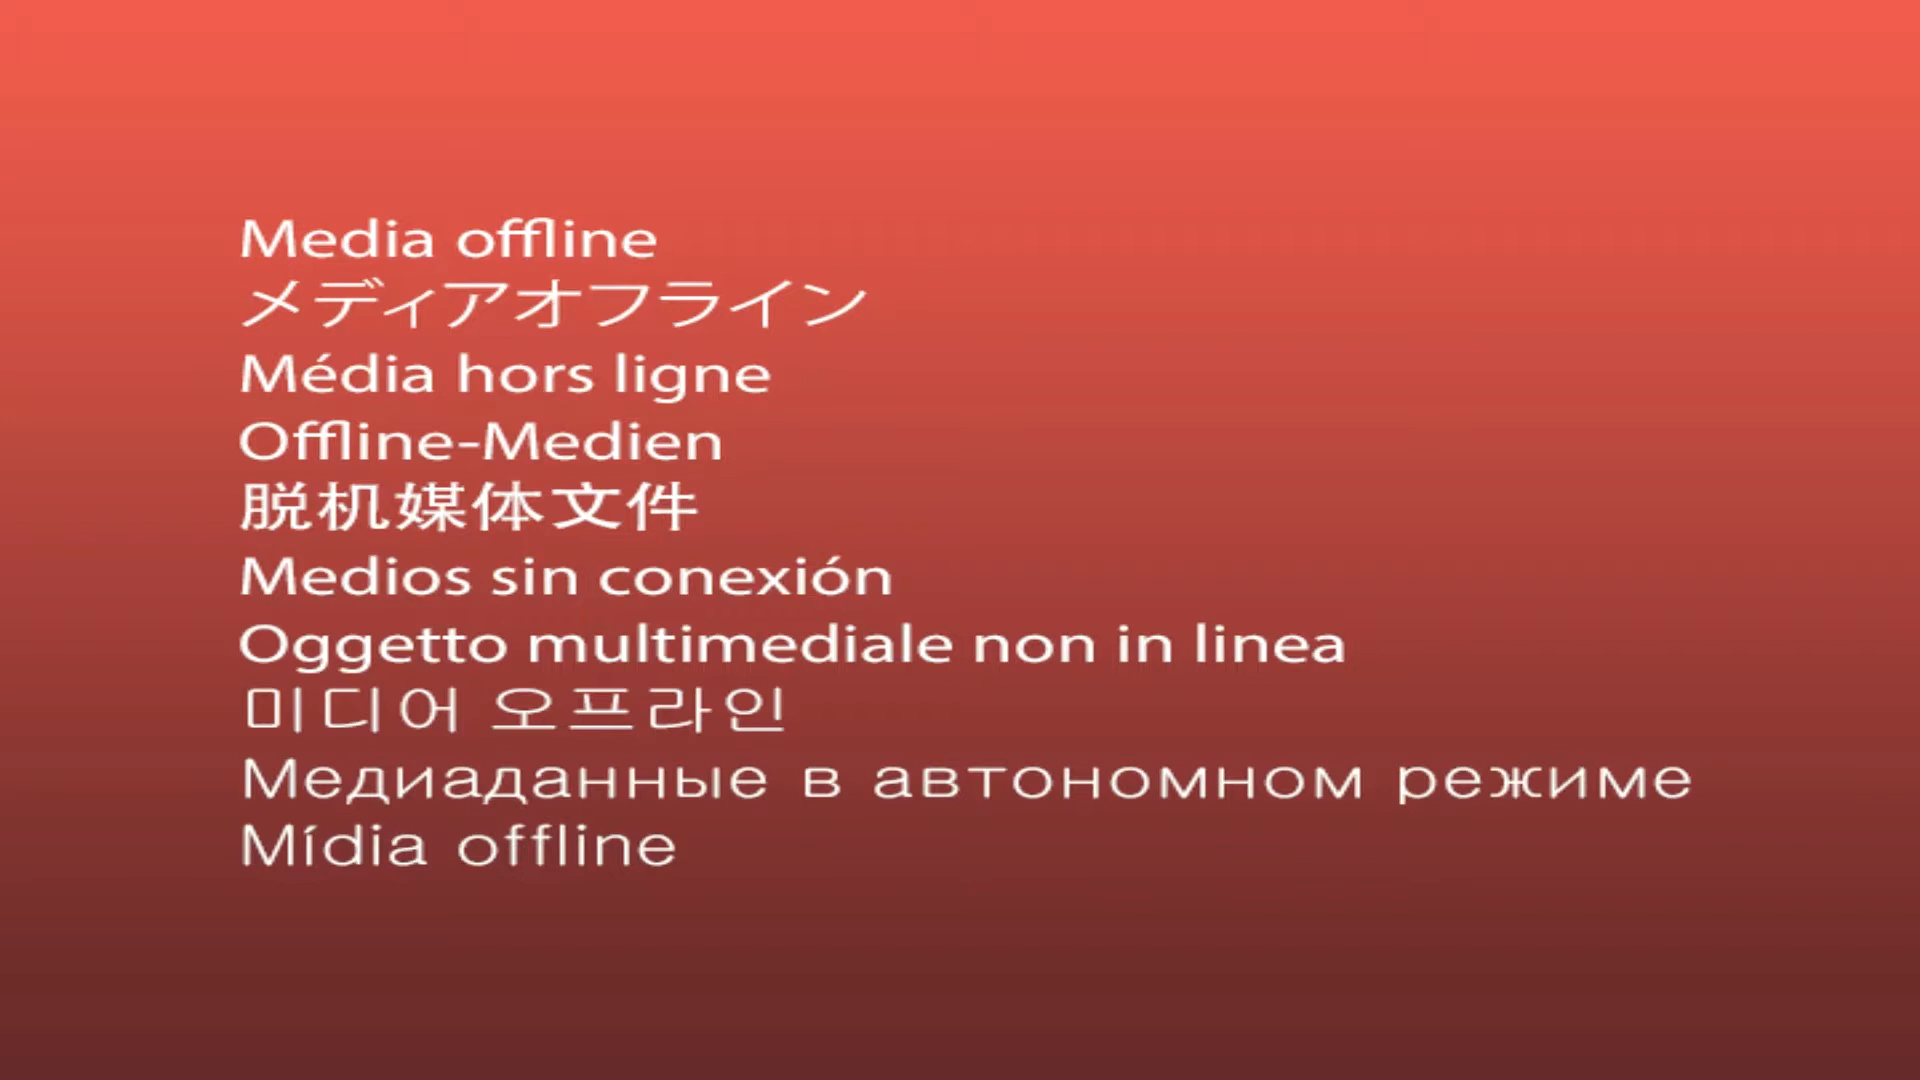 Media offline
メディアオフライン
Média hors ligne
Offline-Medien
脱机媒体文件
Medios sin conexión
Oggetto multimediale non in linea
미디어 오프라인
Медиаданные в автономном режиме
Mídia offline